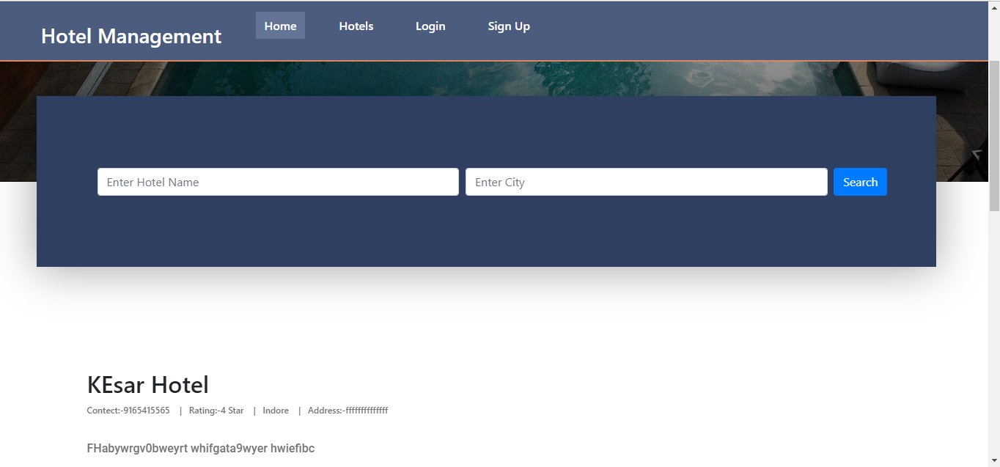 Hotel Management
Home Hotels Login Sign Up
Enter Hotel Name Enter City Search
KEsar Hotel
Contect:-9165415565 | Rating:-4 Star | Indore | Address:-ffffffffffffff
FHabywrgv0bweyrt whifgata9wyer hwiefibc